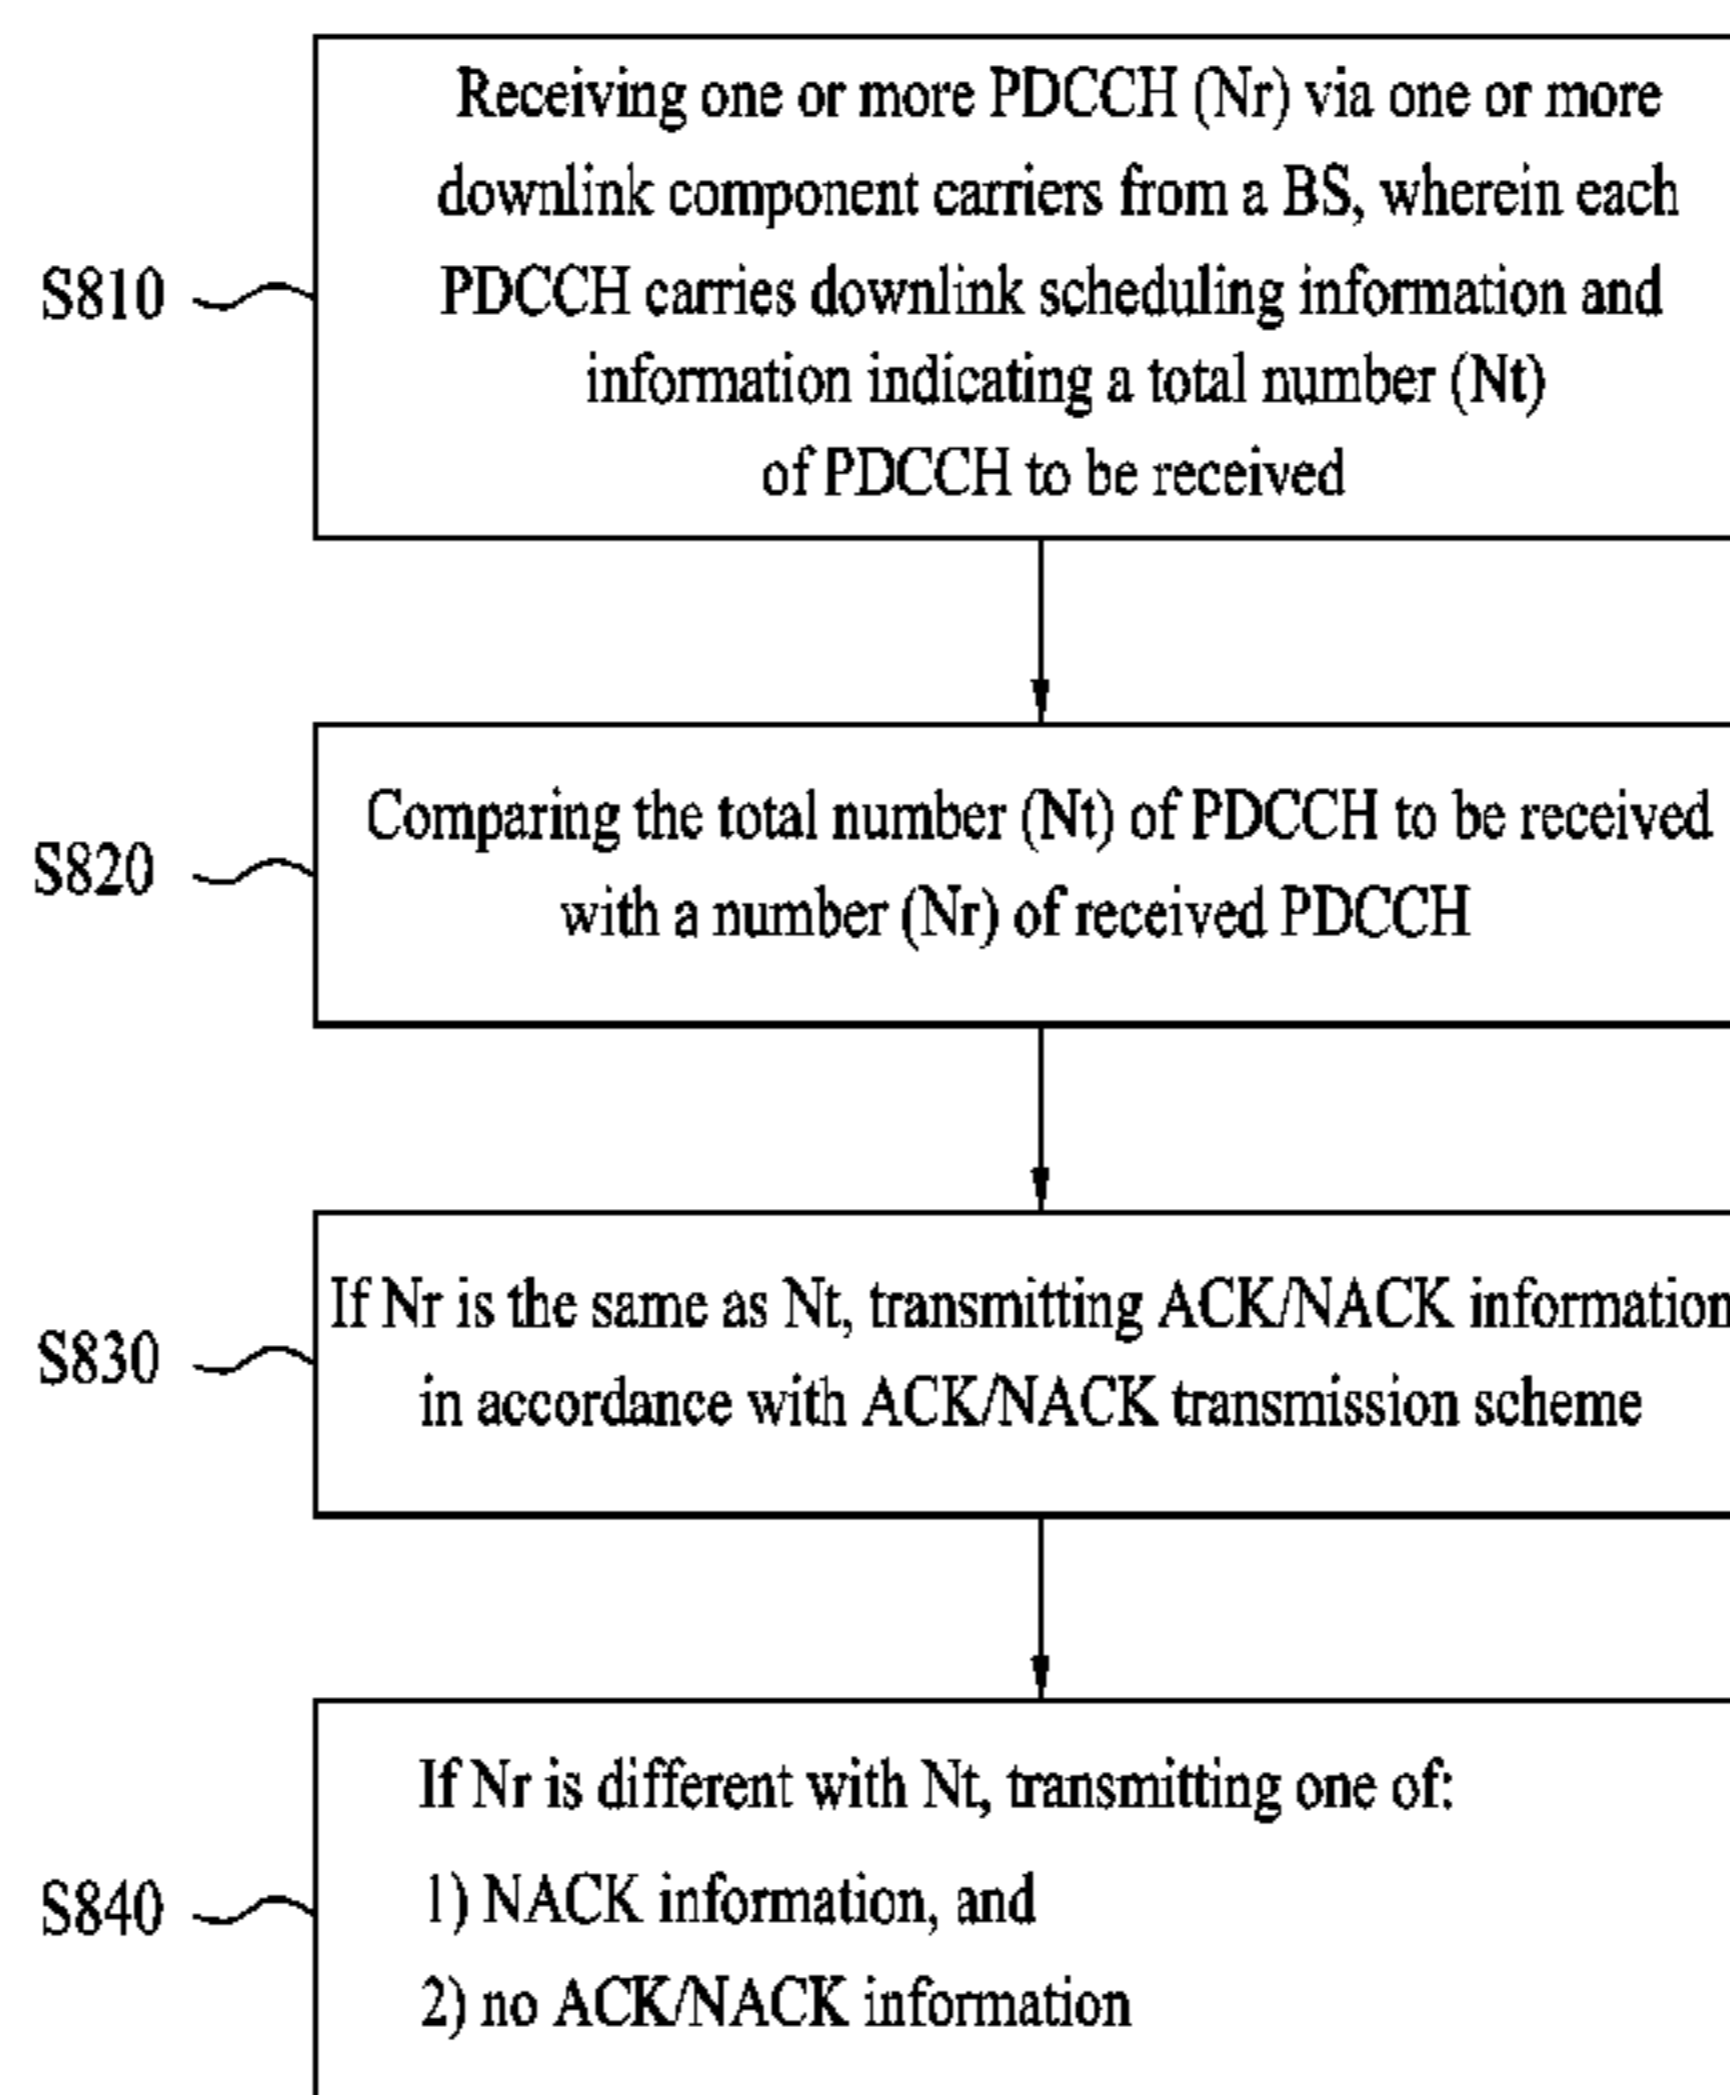 Receiving one or more PDCCH (Nr) via one or more
downlink component carriers from a BS, wherein each
S810
PDCCH carries downlink scheduling information and
information indicating a total number (Nt)
of PDCCH to be received
Comparing the total number (Nt) of PDCCH to be received
S820
with a number (Nr) of received PDCCH
If Nr is the same as Nt, transmitting ACK/NACK information
S830
in accordance with ACK/NACK transmission scheme
If Nr is different with Nt, transmitting one of:
S840
1) NACK information, and
2) no ACK/NACK information